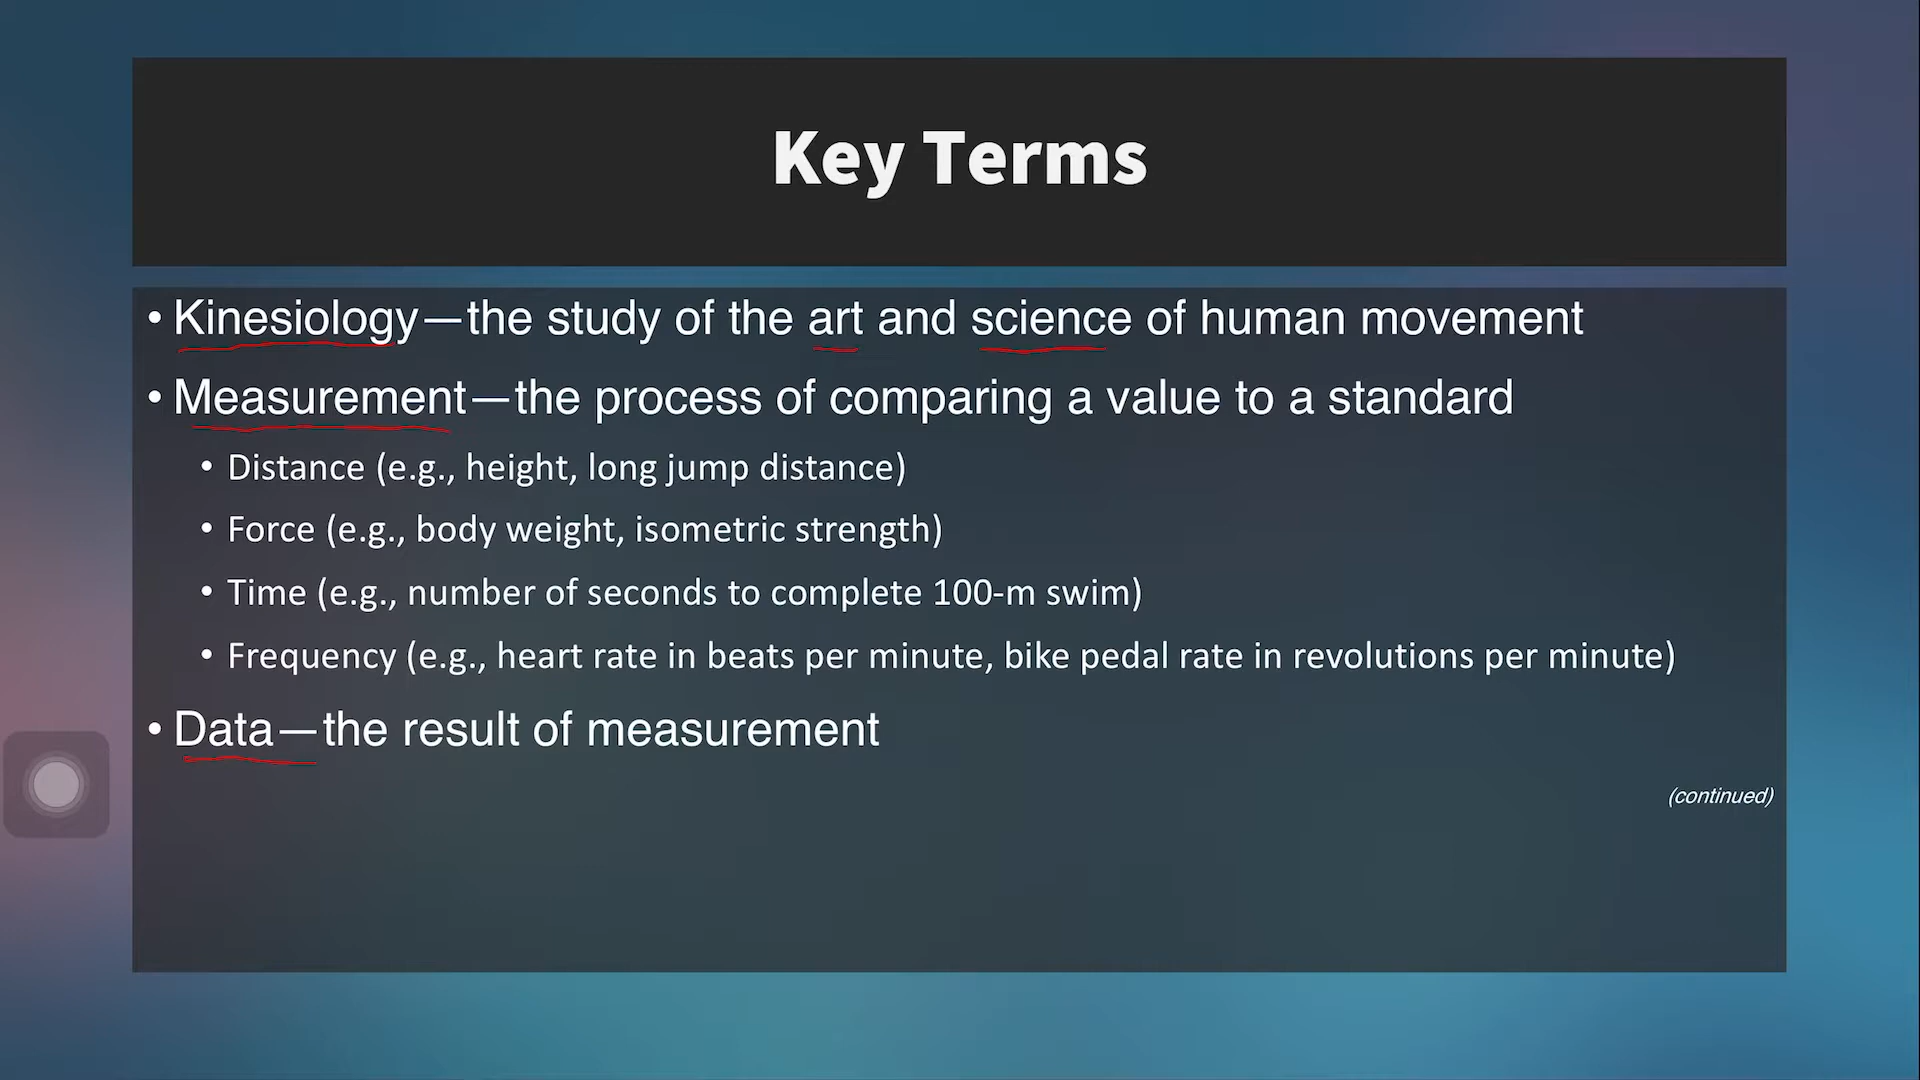 Key Terms
• Kinesiology—the study of the art and science of human movement
• Measurement—the process of comparing a value to a standard
• Distance (e.g., height, long jump distance)
• Force (e.g., body weight, isometric strength)
• Time (e.g., number of seconds to complete 100-m swim)
• Frequency (e.g., heart rate in beats per minute, bike pedal rate in revolutions per minute)
• Data—the result of measurement
(continued)